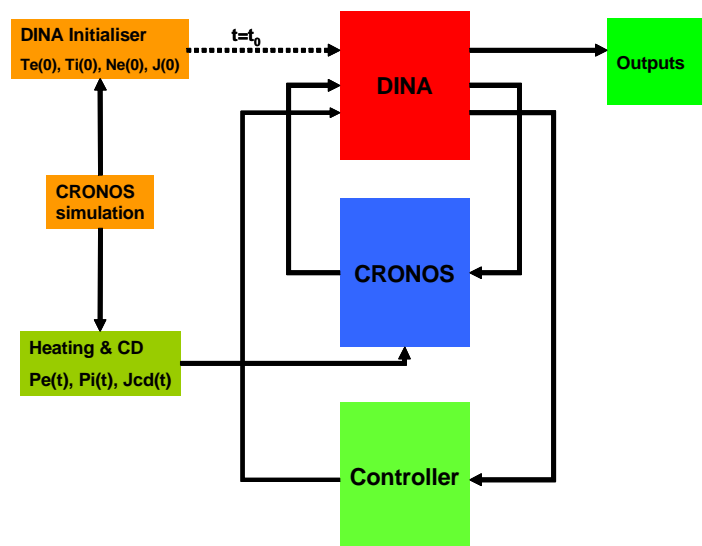 DINA Initialiser
Te(0), Ti(0), Ne(0), J(0)
t=t0
DINA
Outputs
CRONOS
simulation
CRONOS
Heating & CD
Pe(t), Pi(t), Jcd(t)
Controller